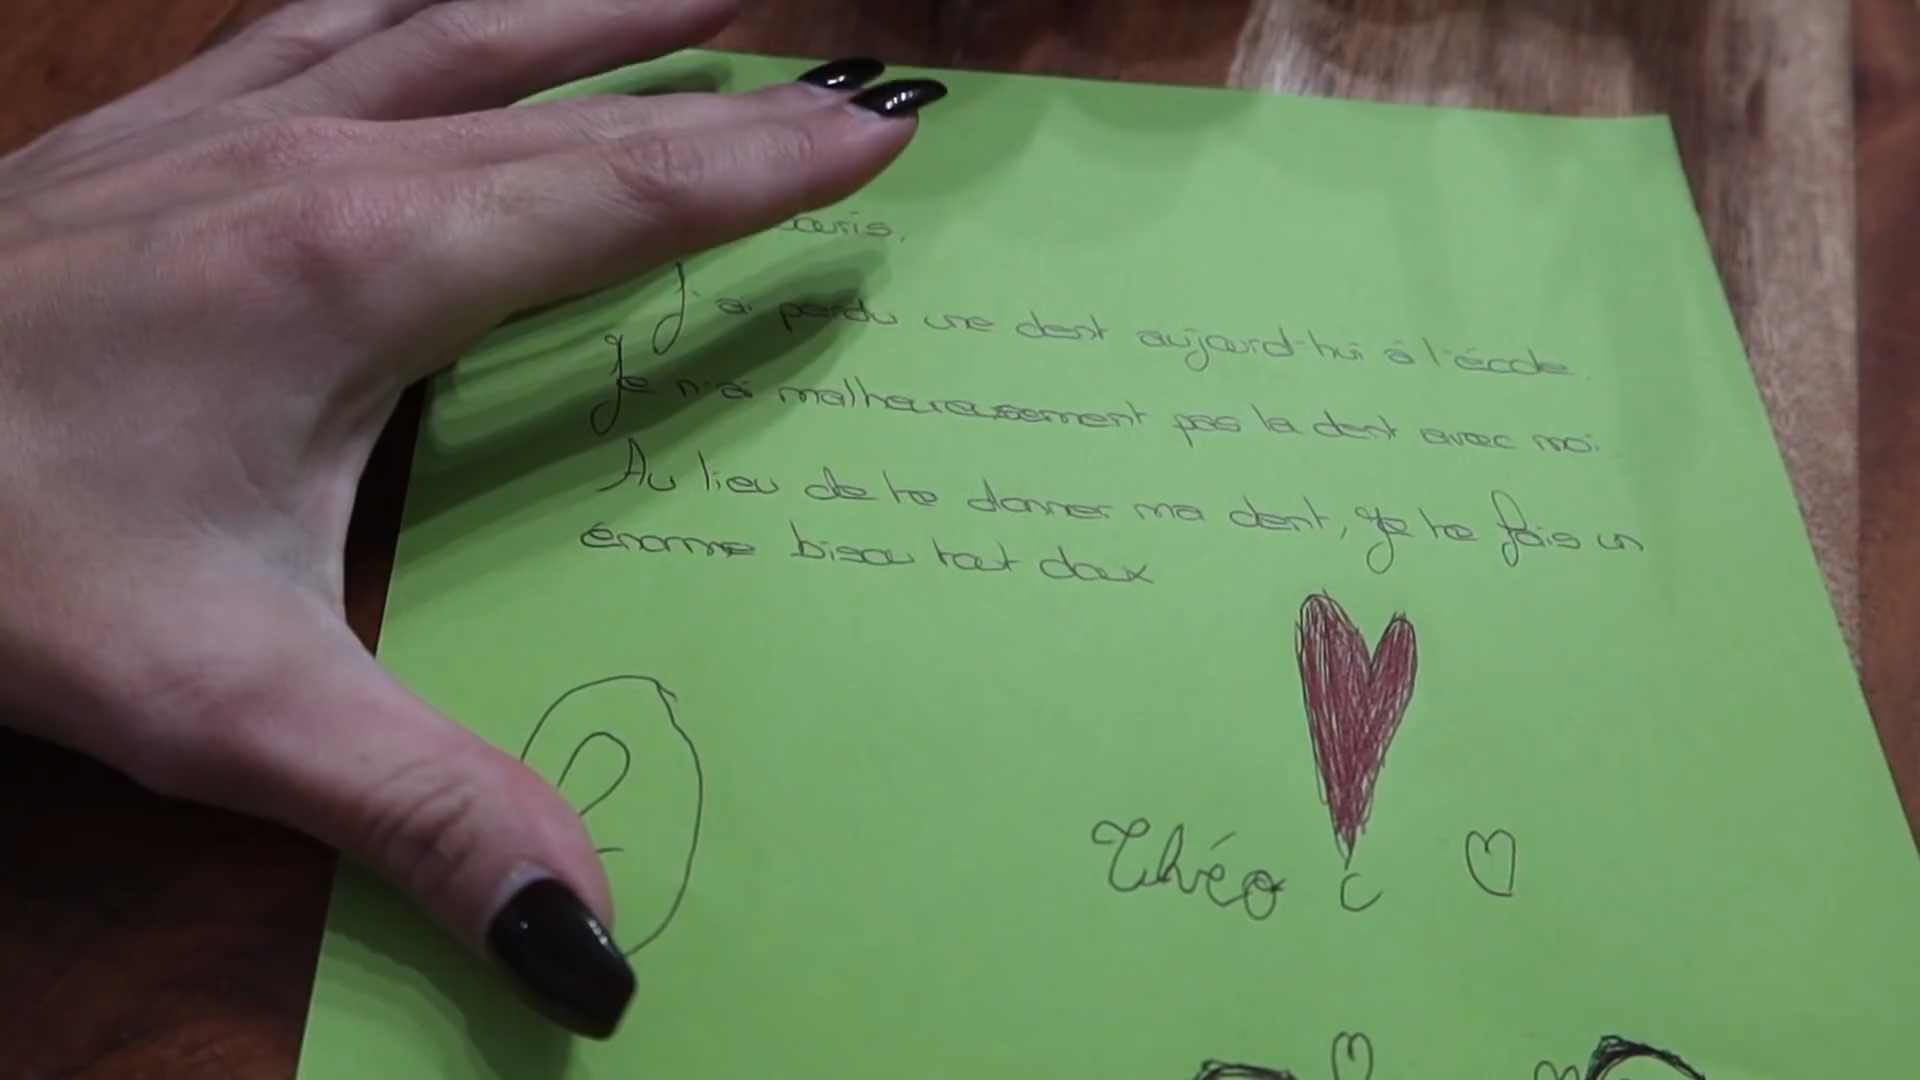 souris,
J'ai perdu une dent aujourd'hui à l'école.
Je n'ai malheureusement pas la dent avec moi.
Au lieu de te donner ma dent, je te fais un
énorme bisou tout doux
Théo C